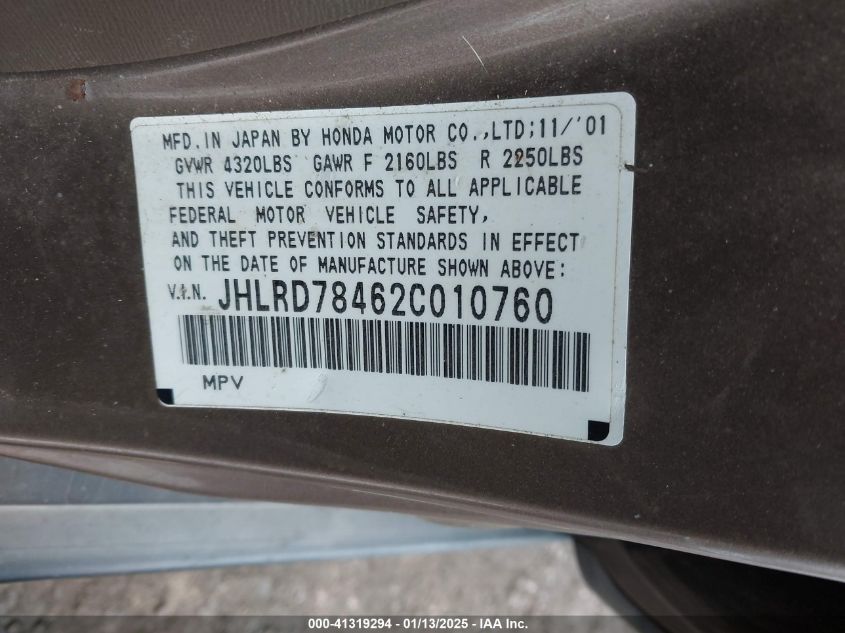 MFD. IN JAPAN BY HONDA MOTOR CO.,LTD;11/'01
GVWR 4320LBS GAWR F 2160LBS R 2250LBS
THIS VEHICLE CONFORMS TO ALL APPLICABLE
FEDERAL MOTOR VEHICLE SAFETY,
AND THEFT PREVENTION STANDARDS IN EFFECT
ON THE DATE OF MANUFACTURE SHOWN ABOVE:
V.I.N. JHLRD78462C010760
MPV
000-41319294 - 01/13/2025 - IAA Inc.